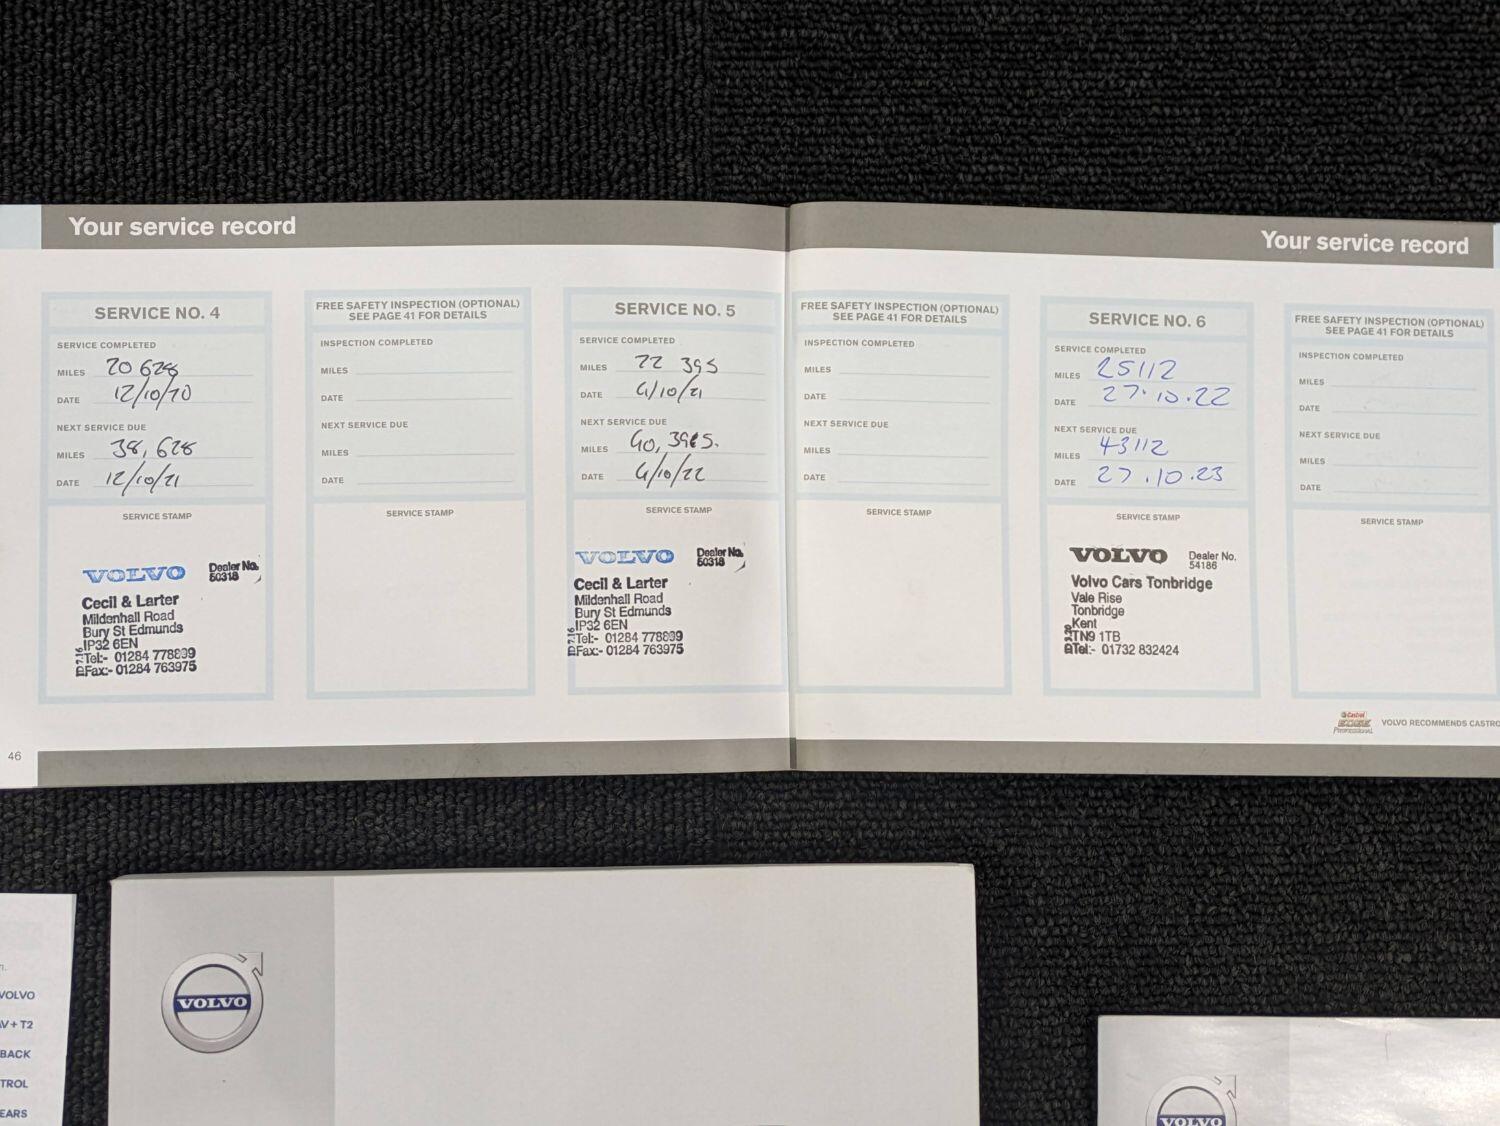 Your service record
SERVICE NO. 4
SERVICE COMPLETED
MILES 20 628
DATE 12/10/20
NEXT SERVICE DUE
MILES 38,628
DATE 12/10/21
SERVICE STAMP
VOLVO Dealer No.
50318
Cecil & Larter
Mildenhall Road
Bury St Edmunds
IP32 6EN
Tel:- 01284 778899
Fax:- 01284 763975
FREE SAFETY INSPECTION (OPTIONAL)
SEE PAGE 41 FOR DETAILS
INSPECTION COMPLETED
MILES
DATE
NEXT SERVICE DUE
MILES
DATE
SERVICE STAMP
SERVICE NO. 5
SERVICE COMPLETED
MILES 22 395
DATE 4/10/21
NEXT SERVICE DUE
MILES 40,395.
DATE 4/10/22
SERVICE STAMP
VOLVO Dealer No.
50318
Cecil & Larter
Mildenhall Road
Bury St Edmunds
IP32 6EN
Tel:- 01284 778899
Fax:- 01284 763975
46
Your service record
FREE SAFETY INSPECTION (OPTIONAL)
SEE PAGE 41 FOR DETAILS
INSPECTION COMPLETED
MILES
DATE
NEXT SERVICE DUE
MILES
DATE
SERVICE STAMP
SERVICE NO. 6
SERVICE COMPLETED
MILES 25112
DATE 27.10.22
NEXT SERVICE DUE
MILES 43112
DATE 27.10.23
SERVICE STAMP
VOLVO Dealer No.
54186
Volvo Cars Tonbridge
Vale Rise
Tonbridge
Kent
TN9 1TB
Tel:- 01732 832424
FREE SAFETY INSPECTION (OPTIONAL)
SEE PAGE 41 FOR DETAILS
INSPECTION COMPLETED
MILES
DATE
NEXT SERVICE DUE
MILES
DATE
SERVICE STAMP
Castrol
EDGE
Professional
VOLVO RECOMMENDS CASTRO
VOLVO
V+T2
BACK
TROL
EARS
VOLVO
VOLVO